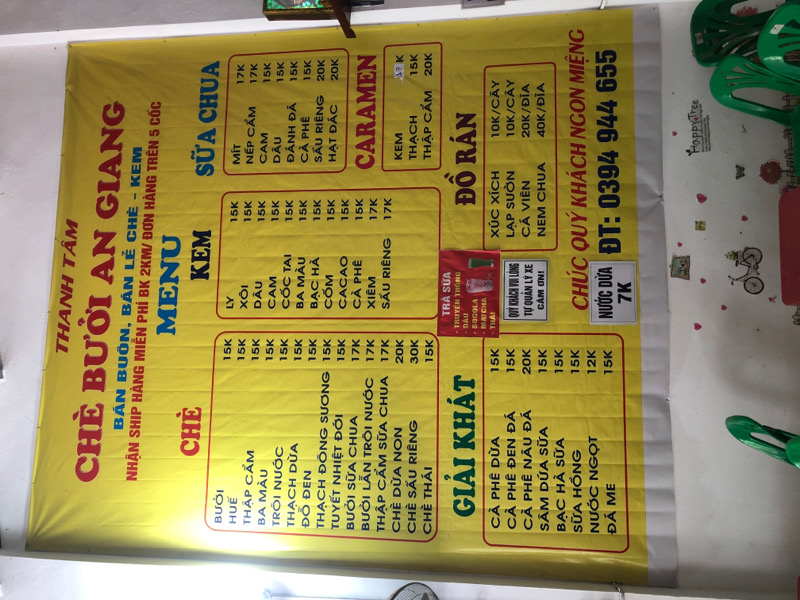 THANH TÂM
CHÈ BƯỞI AN GIANG
BÁN BUÔN, BÁN LẺ CHÈ - KEM
NHẬN SHIP HÀNG MIỄN PHÍ BK 2KM/ ĐƠN HÀNG TRÊN 5 CỐC
MENU
CHÈ
BƯỞI 15K
HUẾ 15K
THẬP CẨM 15K
BA MÀU 15K
TRÔI NƯỚC 15K
THẠCH DỪA 15K
ĐỖ ĐEN 15K
THẠCH ĐÔNG SƯƠNG 15K
TUYẾT NHIỆT ĐỚI 15K
BƯỞI SỮA CHUA 17K
BƯỞI LẪN TRÔI NƯỚC 17K
THẬP CẨM SỮA CHUA 17K
CHÈ DỪA NON 20K
CHÈ SẦU RIÊNG 30K
CHÈ THÁI 15K
KEM
LY 15K
XÔI 15K
DÂU 15K
CAM 15K
CỐC TAI 15K
BA MÀU 15K
BẠC HÀ 15K
CỐM 15K
CACAO 15K
CÀ PHÊ 15K
XIÊM 17K
SẦU RIÊNG 17K
SỮA CHUA
MÍT 17K
NẾP CẨM 17K
CAM 15K
DÂU 15K
ĐÁNH ĐÁ 15K
CÀ PHÊ 15K
SẦU RIÊNG 20K
HẠT ĐÁC 20K
CARAMEN
KEM K
THẠCH 15K
THẬP CẨM 20K
GIẢI KHÁT
CÀ PHÊ DỪA 15K
CÀ PHÊ ĐEN ĐÁ 15K
CÀ PHÊ NÂU ĐÁ 20K
SÂM DỨA SỮA 15K
BẠC HÀ SỮA 15K
SỮA HỒNG 15K
NƯỚC NGỌT 12K
ĐÁ ME 15K
TRÀ SỮA
- TRUYỀN THỐNG
- DÂU
- SOCOLA
- MATCHA
- THÁI
QUÝ KHÁCH VUI LÒNG
TỰ QUẢN LÝ XE
CẢM ƠN!
ĐỒ RÁN
XÚC XÍCH 10K/CÂY
LẠP SƯỜN 10K/CÂY
CÁ VIÊN 20K/ĐĨA
NEM CHUA 40K/ĐĨA
CHÚC QUÝ KHÁCH NGON MIỆNG
NƯỚC DỪA
7K
ĐT: 0394 944 655
HappyTree